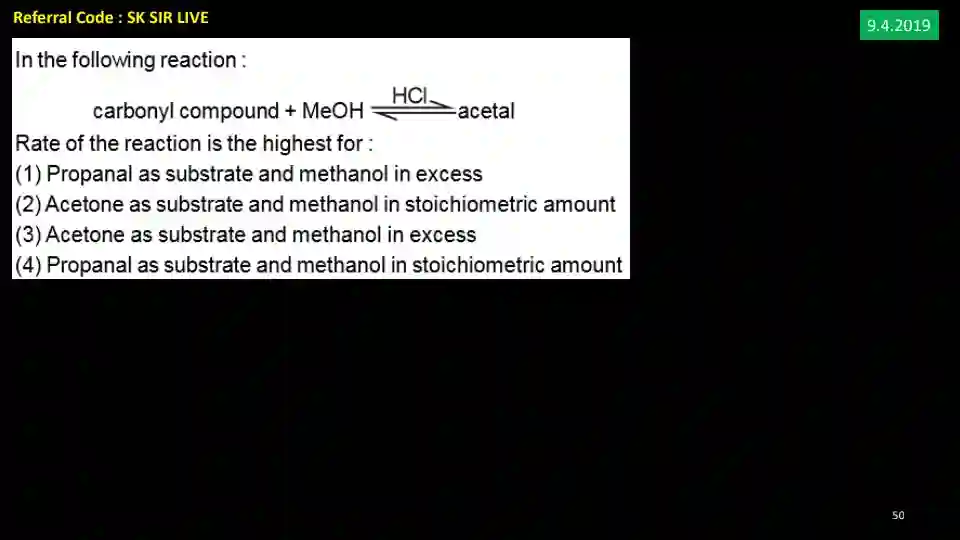 Referral Code : SK SIR LIVE
9.4.2019
In the following reaction :
HCl
carbonyl compound + MeOH ⇌ acetal
Rate of the reaction is the highest for :
(1) Propanal as substrate and methanol in excess
(2) Acetone as substrate and methanol in stoichiometric amount
(3) Acetone as substrate and methanol in excess
(4) Propanal as substrate and methanol in stoichiometric amount
50